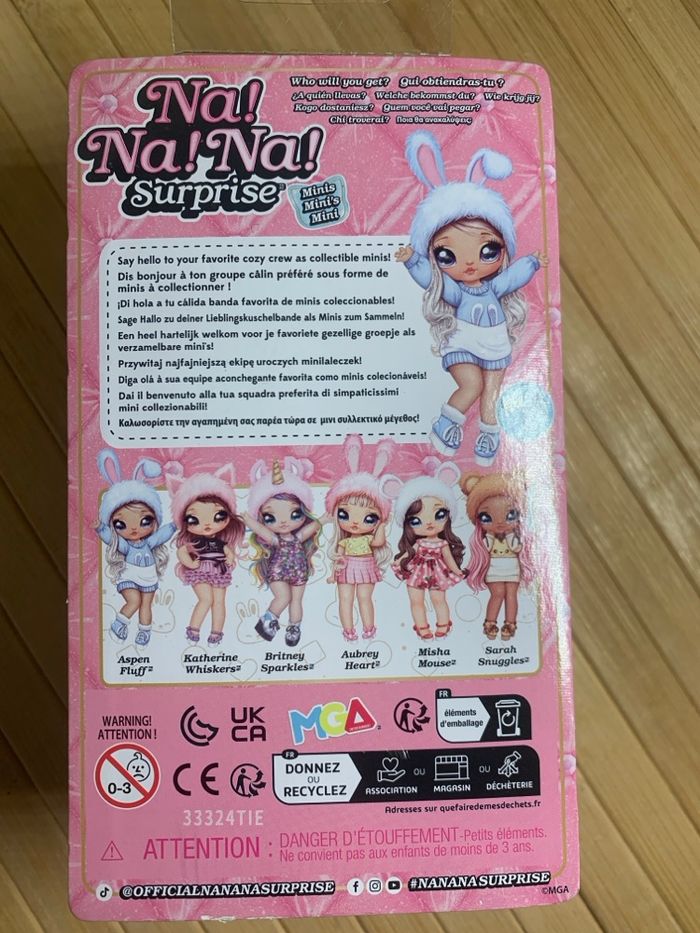 Na!
Na! Na!
Surprise
Minis
Mini's
Mini
Who will you get? Qui obtiendras-tu ?
¿A quién llevas? Welche bekommst du? Wie krijg jij?
Kogo dostaniesz? Quem você vai pegar?
Chi troverai? Ποια θα ανακαλύψεις;
Say hello to your favorite cozy crew as collectible minis!
Dis bonjour à ton groupe câlin préféré sous forme de
minis à collectionner !
¡Di hola a tu cálida banda favorita de minis coleccionables!
Sage Hallo zu deiner Lieblingskuschelbande als Minis zum Sammeln!
Een heel hartelijk welkom voor je favoriete gezellige groepje als
verzamelbare mini's!
Przywitaj najfajniejszą ekipę uroczych minilaleczek!
Diga olá à sua equipe aconchegante favorita como minis colecionáveis!
Dai il benvenuto alla tua squadra preferita di simpaticissimi
mini collezionabili!
Καλωσορίστε την αγαπημένη σας παρέα τώρα σε μινι συλλεκτικό μέγεθος!
Aspen
Fluff™
Katherine
Whiskers™
Britney
Sparkles™
Aubrey
Heart™
Misha
Mouse™
Sarah
Snuggles™
WARNING!
ATTENTION !
0-3
UK
CA
MGA
FR
éléments
d'emballage
CE
FR
DONNEZ
OU
RECYCLEZ
ASSOCIATION
OU
MAGASIN
OU
DÉCHÈTERIE
Adresses sur quefairedemesdechets.fr
33324TIE
ATTENTION : DANGER D'ÉTOUFFEMENT-Petits éléments.
Ne convient pas aux enfants de moins de 3 ans.
@OFFICIALNANANASURPRISE
#NANANASURPRISE
©MGA